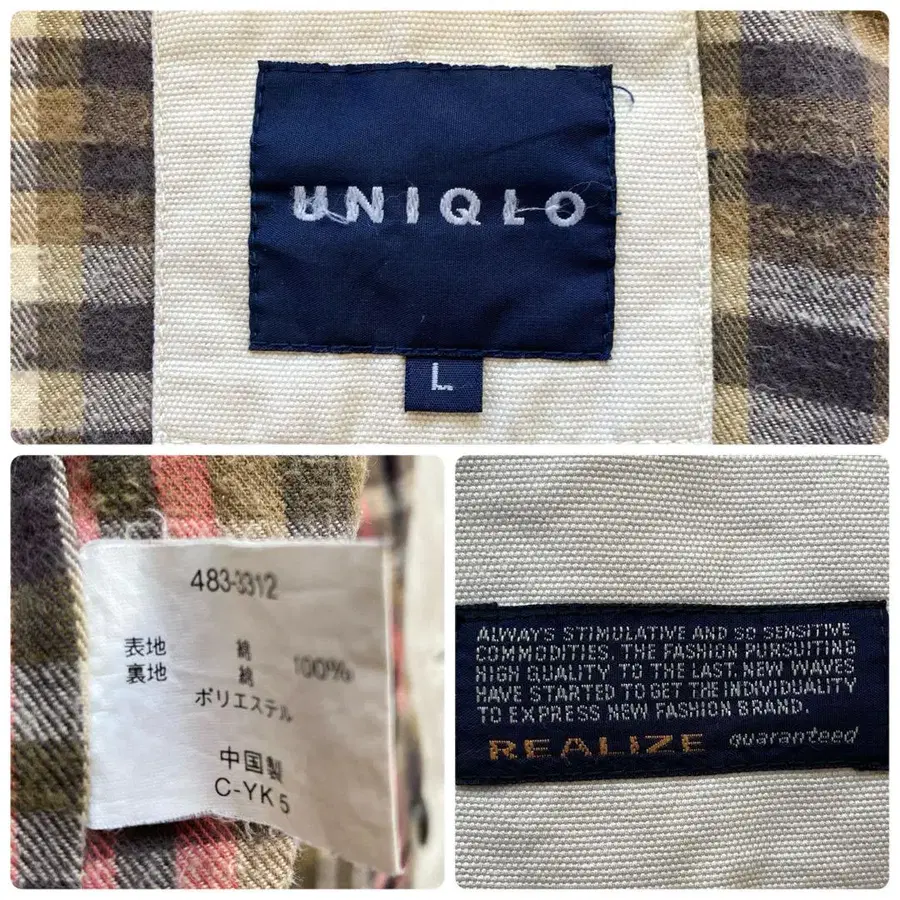 UNIQLO
L
483-3312
表地 綿 100%
裏地 綿
ポリエステル
中国製
C-YK 5
ALWAYS STIMULATIVE AND SO SENSITIVE
COMMODITIES, THE FASHION PURSUITING
HIGH QUALITY TO THE LAST. NEW WAVES
HAVE STARTED TO GET THE INDIVIDUALITY
TO EXPRESS NEW FASHION BRAND.
REALIZE guaranteed